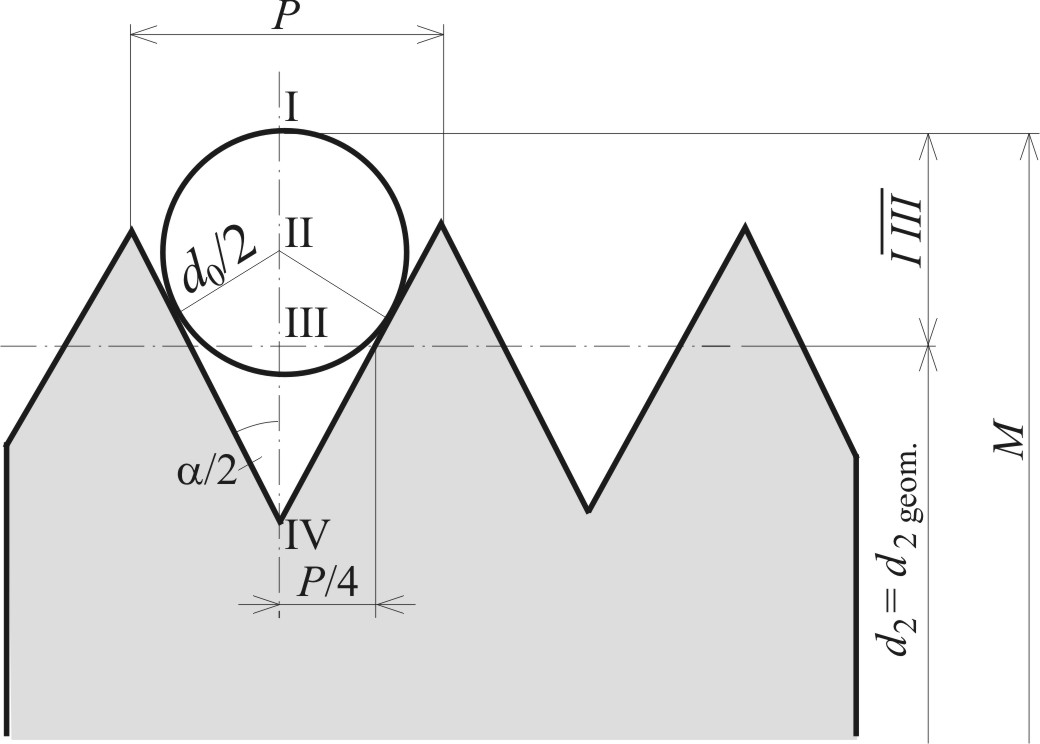 P
I
II
d₀/2
III
I III
α/2
M
IV
P/4
d₂ = d₂ geom.